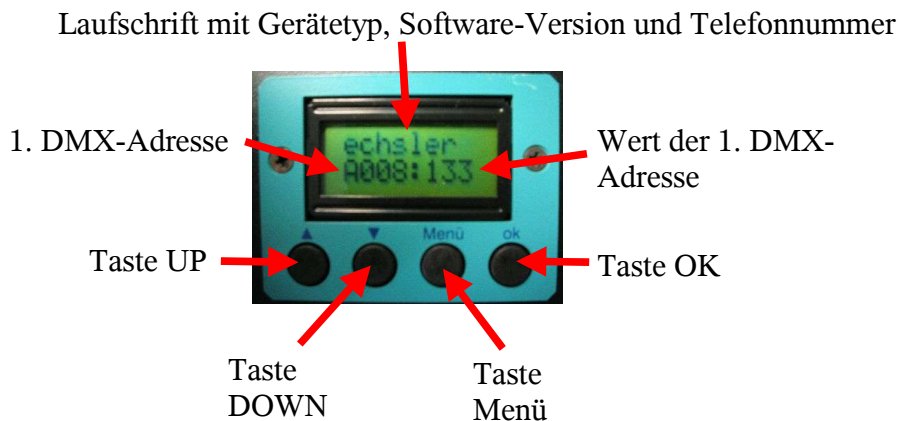 Laufschrift mit Gerätetyp, Software-Version und Telefonnummer
echsler
1. DMX-Adresse
A008:133
Wert der 1. DMX-
Adresse
▲ ▼ Menü ok
Taste UP
Taste OK
Taste
DOWN
Taste
Menü